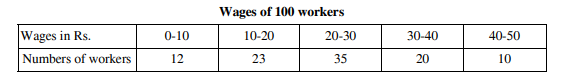 Wages of 100 workers
Wages in Rs. 0-10 10-20 20-30 30-40 40-50
Numbers of workers 12 23 35 20 10